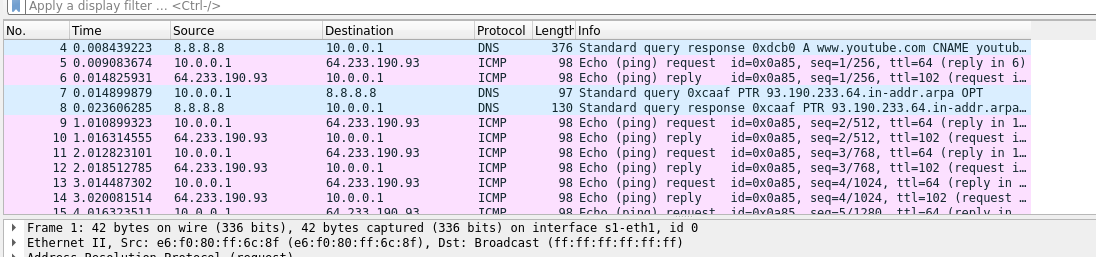 Apply a display filter … <Ctrl-/>
No. Time Source Destination Protocol Length Info
4 0.008439223 8.8.8.8 10.0.0.1 DNS 376 Standard query response 0xdcb0 A www.youtube.com CNAME youtub…
5 0.009083674 10.0.0.1 64.233.190.93 ICMP 98 Echo (ping) request id=0x0a85, seq=1/256, ttl=64 (reply in 6)
6 0.014825931 64.233.190.93 10.0.0.1 ICMP 98 Echo (ping) reply id=0x0a85, seq=1/256, ttl=102 (request i…
7 0.014899879 10.0.0.1 8.8.8.8 DNS 97 Standard query 0xcaaf PTR 93.190.233.64.in-addr.arpa OPT
8 0.023606285 8.8.8.8 10.0.0.1 DNS 130 Standard query response 0xcaaf PTR 93.190.233.64.in-addr.arpa…
9 1.010899323 10.0.0.1 64.233.190.93 ICMP 98 Echo (ping) request id=0x0a85, seq=2/512, ttl=64 (reply in 1…
10 1.016314555 64.233.190.93 10.0.0.1 ICMP 98 Echo (ping) reply id=0x0a85, seq=2/512, ttl=102 (request i…
11 2.012823101 10.0.0.1 64.233.190.93 ICMP 98 Echo (ping) request id=0x0a85, seq=3/768, ttl=64 (reply in 1…
12 2.018512785 64.233.190.93 10.0.0.1 ICMP 98 Echo (ping) reply id=0x0a85, seq=3/768, ttl=102 (request i…
13 3.014487302 10.0.0.1 64.233.190.93 ICMP 98 Echo (ping) request id=0x0a85, seq=4/1024, ttl=64 (reply in …
14 3.020081514 64.233.190.93 10.0.0.1 ICMP 98 Echo (ping) reply id=0x0a85, seq=4/1024, ttl=102 (request …
15 4.016323511 10.0.0.1 64.233.190.93 ICMP 98 Echo (ping) request id=0x0a85, seq=5/1280, ttl=64 (reply in …
Frame 1: 42 bytes on wire (336 bits), 42 bytes captured (336 bits) on interface s1-eth1, id 0
Ethernet II, Src: e6:f0:80:ff:6c:8f (e6:f0:80:ff:6c:8f), Dst: Broadcast (ff:ff:ff:ff:ff:ff)
Address Resolution Protocol (request)